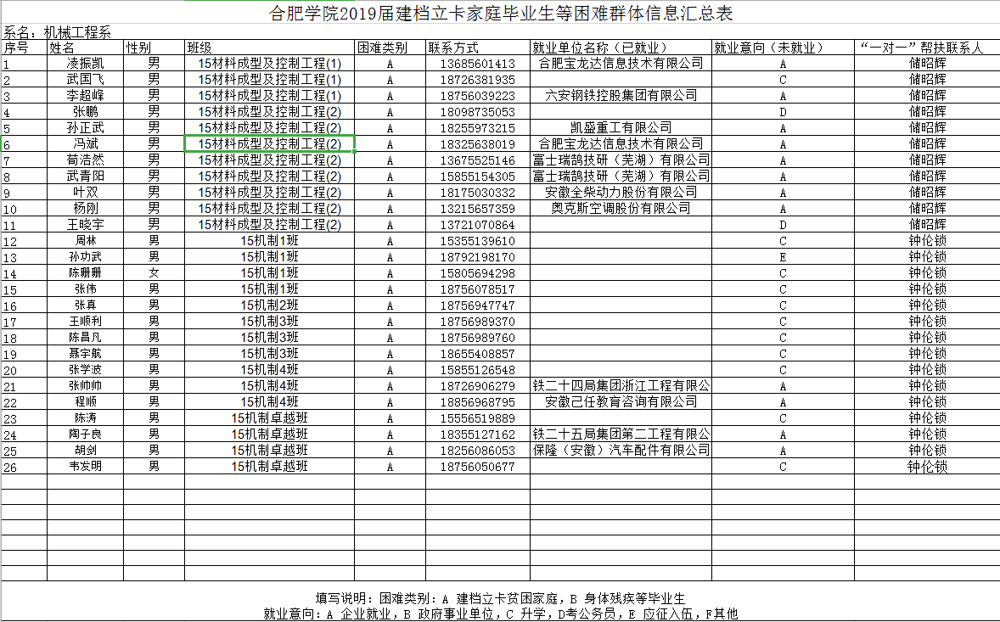 合肥学院2019届建档立卡家庭毕业生等困难群体信息汇总表
系名: 机械工程系
序号 姓名 性别 班级 困难类别 联系方式 就业单位名称（已就业） 就业意向（未就业） “一对一”帮扶联系人
1 凌振凯 男 15材料成型及控制工程(1) A 13685601413 合肥宝龙达信息技术有限公司 A 储昭辉
2 武国飞 男 15材料成型及控制工程(1) A 18726381935 C 储昭辉
3 李超峰 男 15材料成型及控制工程(1) A 18756039223 六安钢铁控股集团有限公司 A 储昭辉
4 张鹏 男 15材料成型及控制工程(2) A 18098735053 D 储昭辉
5 孙正武 男 15材料成型及控制工程(2) A 18255973215 凯盛重工有限公司 A 储昭辉
6 冯斌 男 15材料成型及控制工程(2) A 18325638019 合肥宝龙达信息技术有限公司 A 储昭辉
7 荀浩然 男 15材料成型及控制工程(2) A 13675525146 富士瑞鹄技研（芜湖）有限公司 A 储昭辉
8 武青阳 男 15材料成型及控制工程(2) A 15855154305 富士瑞鹄技研（芜湖）有限公司 A 储昭辉
9 叶双 男 15材料成型及控制工程(2) A 18175030332 安徽全柴动力股份有限公司 A 储昭辉
10 杨刚 男 15材料成型及控制工程(2) A 13215657359 奥克斯空调股份有限公司 A 储昭辉
11 王晓宇 男 15材料成型及控制工程(2) A 13721070864 D 储昭辉
12 周林 男 15机制1班 A 15355139610 C 钟伦锁
13 孙功武 男 15机制1班 A 18792198170 E 钟伦锁
14 陈珊珊 女 15机制1班 A 15805694298 C 钟伦锁
15 张伟 男 15机制1班 A 18756078517 C 钟伦锁
16 张真 男 15机制2班 A 18756947747 C 钟伦锁
17 王顺利 男 15机制3班 A 18756989370 C 钟伦锁
18 陈昌凡 男 15机制3班 A 18756989760 C 钟伦锁
19 聂宇航 男 15机制3班 A 18655408857 C 钟伦锁
20 张学波 男 15机制4班 A 15855126548 C 钟伦锁
21 张帅帅 男 15机制4班 A 18726906279 铁二十四局集团浙江工程有限公 A 钟伦锁
22 程顺 男 15机制4班 A 18856968795 安徽己任教育咨询有限公司 A 钟伦锁
23 陈涛 男 15机制卓越班 A 15556519889 C 钟伦锁
24 陶子良 男 15机制卓越班 A 18355127162 铁二十五局集团第二工程有限公 A 钟伦锁
25 胡剑 男 15机制卓越班 A 18256086053 保隆（安徽）汽车配件有限公司 A 钟伦锁
26 韦发明 男 15机制卓越班 A 18756050677 C 钟伦锁
填写说明: 困难类别: A 建档立卡贫困家庭, B 身体残疾等毕业生
就业意向: A 企业就业, B 政府事业单位, C 升学, D考公务员, E 应征入伍, F其他